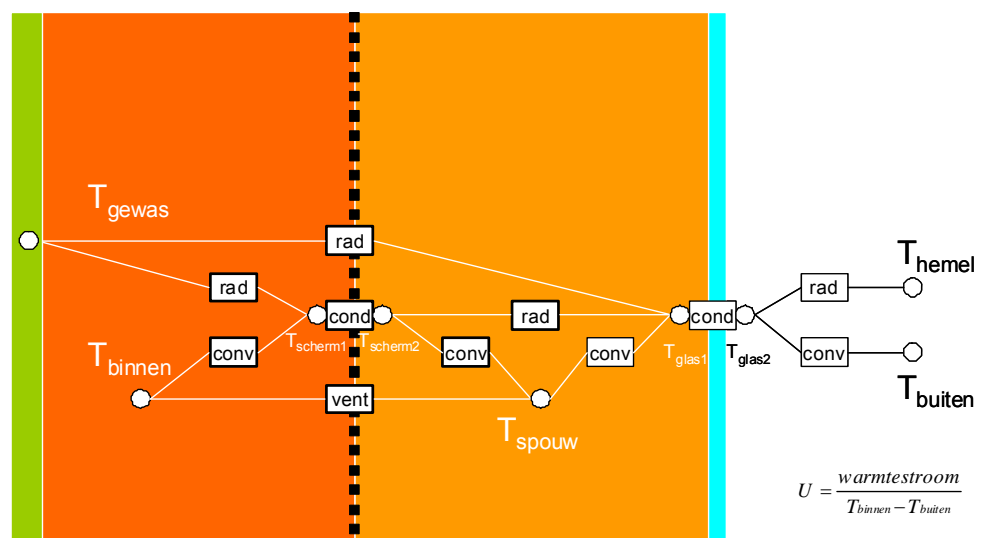 T gewas
rad
T hemel
rad
rad
cond
rad
cond
T scherm1
T scherm2
T glas1
T glas2
T binnen
conv
conv
conv
conv
vent
T buiten
T spouw
U = warmtestroom / T binnen – T buiten